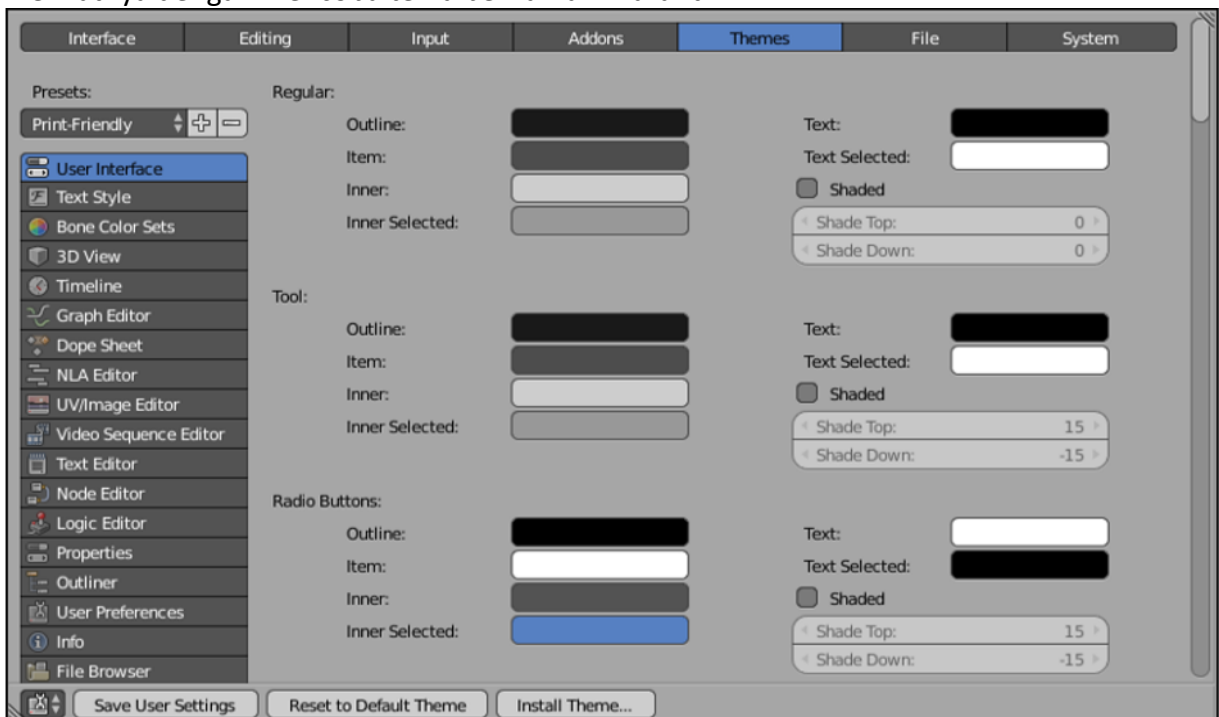 Interface Editing Input Addons Themes File System
Presets:
Print-Friendly
User Interface
Text Style
Bone Color Sets
3D View
Timeline
Graph Editor
Dope Sheet
NLA Editor
UV/Image Editor
Video Sequence Editor
Text Editor
Node Editor
Logic Editor
Properties
Outliner
User Preferences
Info
File Browser
Regular:
Outline:
Item:
Inner:
Inner Selected:
Text:
Text Selected:
Shaded
Shade Top: 0
Shade Down: 0
Tool:
Outline:
Item:
Inner:
Inner Selected:
Text:
Text Selected:
Shaded
Shade Top: 15
Shade Down: -15
Radio Buttons:
Outline:
Item:
Inner:
Inner Selected:
Text:
Text Selected:
Shaded
Shade Top: 15
Shade Down: -15
Save User Settings Reset to Default Theme Install Theme...